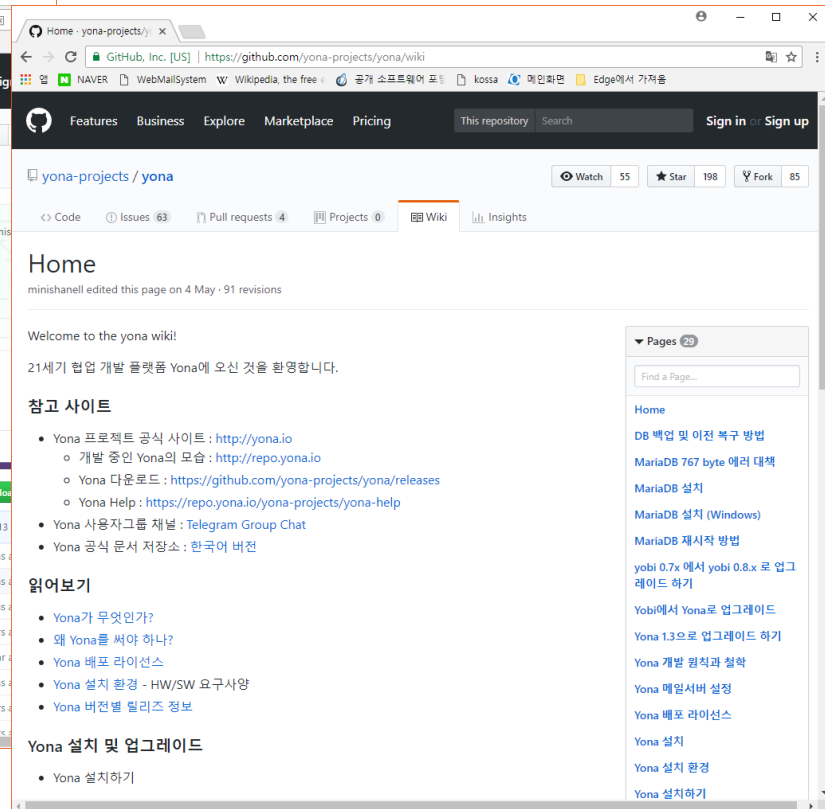 Home · yona-projects/yo
GitHub, Inc. [US] https://github.com/yona-projects/yona/wiki
앱 NAVER WebMailSystem Wikipedia, the free e 공개 소프트웨어 포털 kossa 메인화면 Edge에서 가져옴
Features Business Explore Marketplace Pricing This repository Search Sign in or Sign up
yona-projects / yona Watch 55 Star 198 Fork 85
Code Issues 63 Pull requests 4 Projects 0 Wiki Insights
Home
minishanell edited this page on 4 May · 91 revisions
Welcome to the yona wiki!
21세기 협업 개발 플랫폼 Yona에 오신 것을 환영합니다.
참고 사이트
Yona 프로젝트 공식 사이트 : http://yona.io
개발 중인 Yona의 모습 : http://repo.yona.io
Yona 다운로드 : https://github.com/yona-projects/yona/releases
Yona Help : https://repo.yona.io/yona-projects/yona-help
Yona 사용자그룹 채널 : Telegram Group Chat
Yona 공식 문서 저장소 : 한국어 버전
읽어보기
Yona가 무엇인가?
왜 Yona를 써야 하나?
Yona 배포 라이선스
Yona 설치 환경 - HW/SW 요구사양
Yona 버전별 릴리즈 정보
Yona 설치 및 업그레이드
Yona 설치하기
Pages 29
Find a Page...
Home
DB 백업 및 이전 복구 방법
MariaDB 767 byte 에러 대책
MariaDB 설치
MariaDB 설치 (Windows)
MariaDB 재시작 방법
yobi 0.7x 에서 yobi 0.8.x 로 업그
레이드 하기
Yobi에서 Yona로 업그레이드
Yona 1.3으로 업그레이드 하기
Yona 개발 원칙과 철학
Yona 메일서버 설정
Yona 배포 라이선스
Yona 설치
Yona 설치 환경
Yona 설치하기